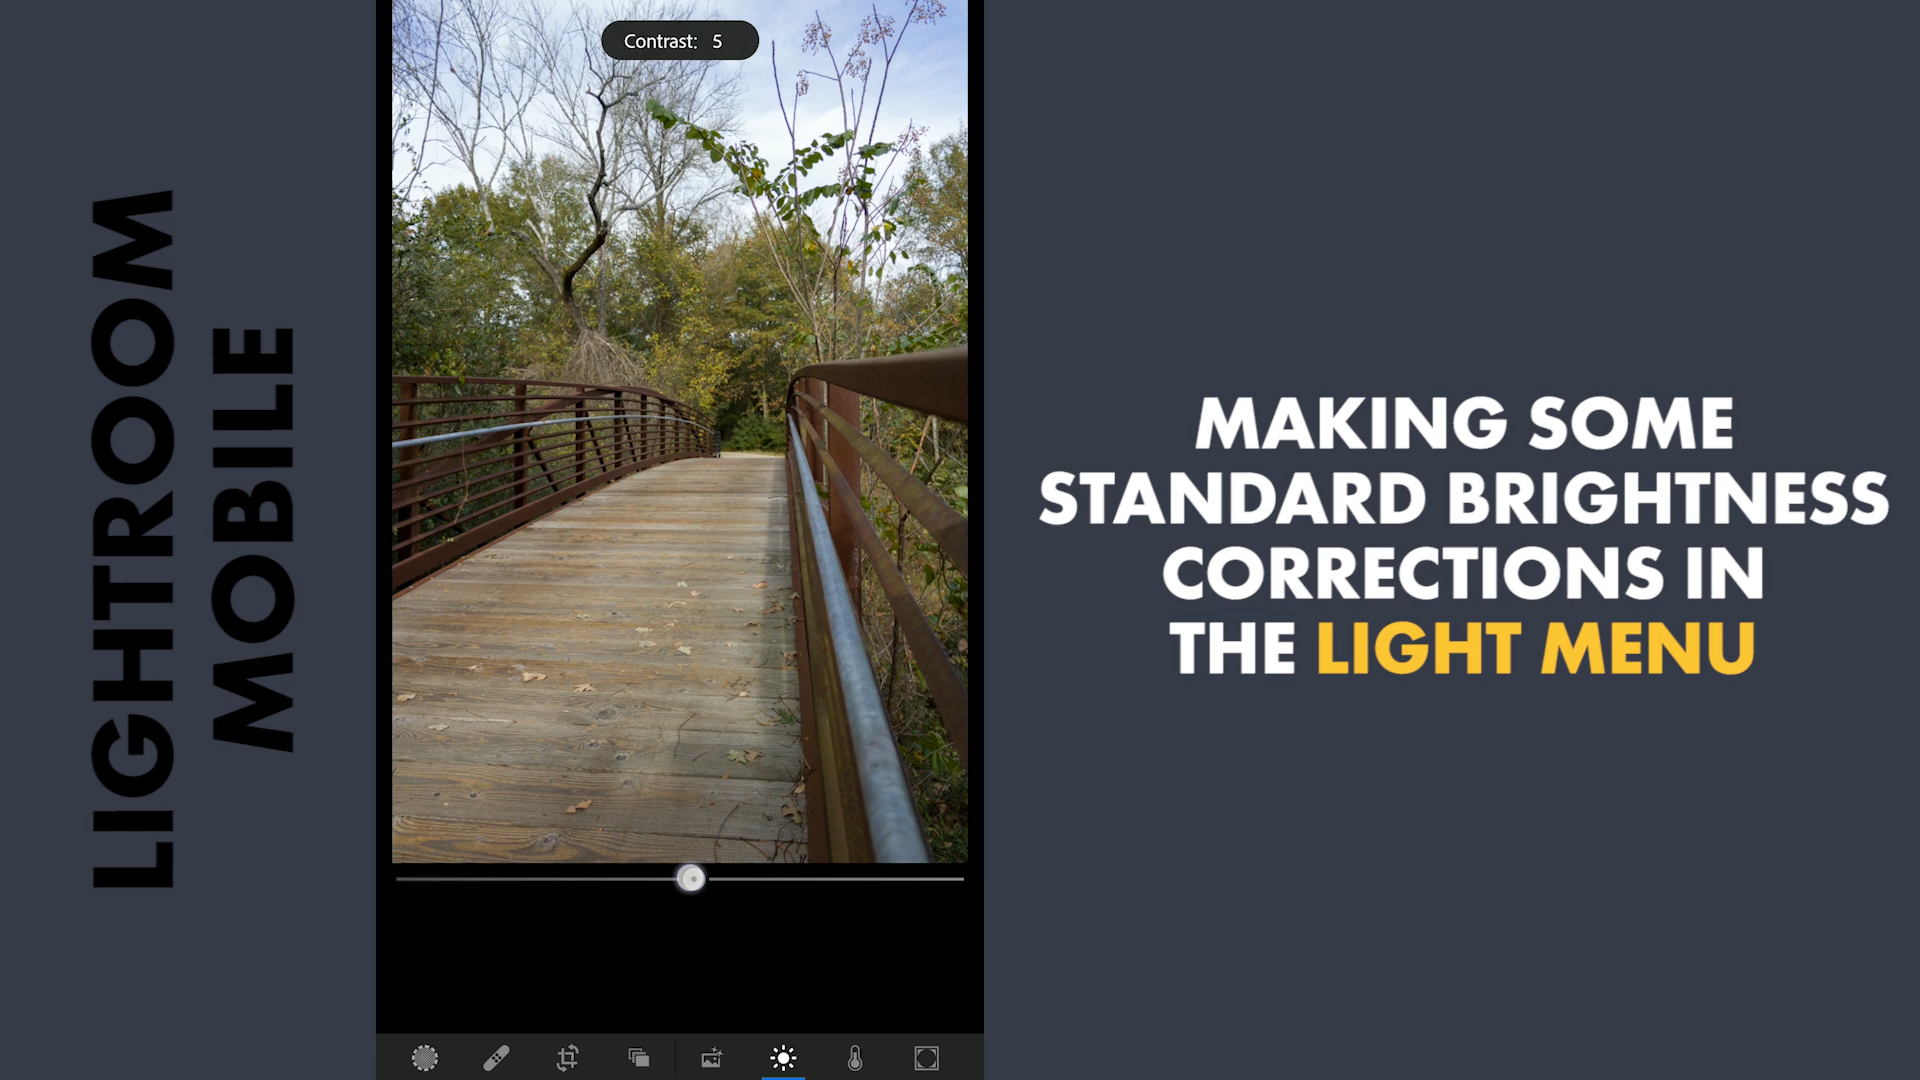 LIGHTROOM
MOBILE
Contrast: 5
MAKING SOME
STANDARD BRIGHTNESS
CORRECTIONS IN
THE LIGHT MENU